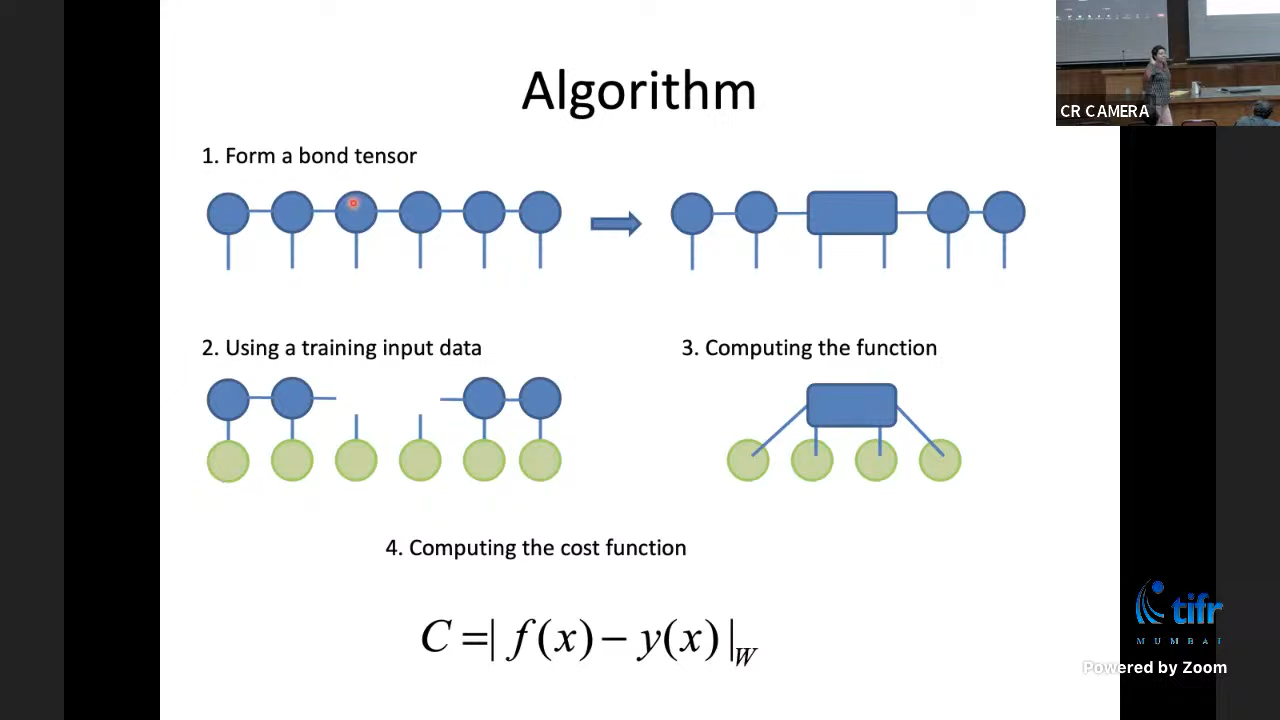 Algorithm
CR CAMERA
1. Form a bond tensor
2. Using a training input data
3. Computing the function
4. Computing the cost function
C =| f(x) − y(x) |_W
tifr
MUMBAI
Powered by Zoom